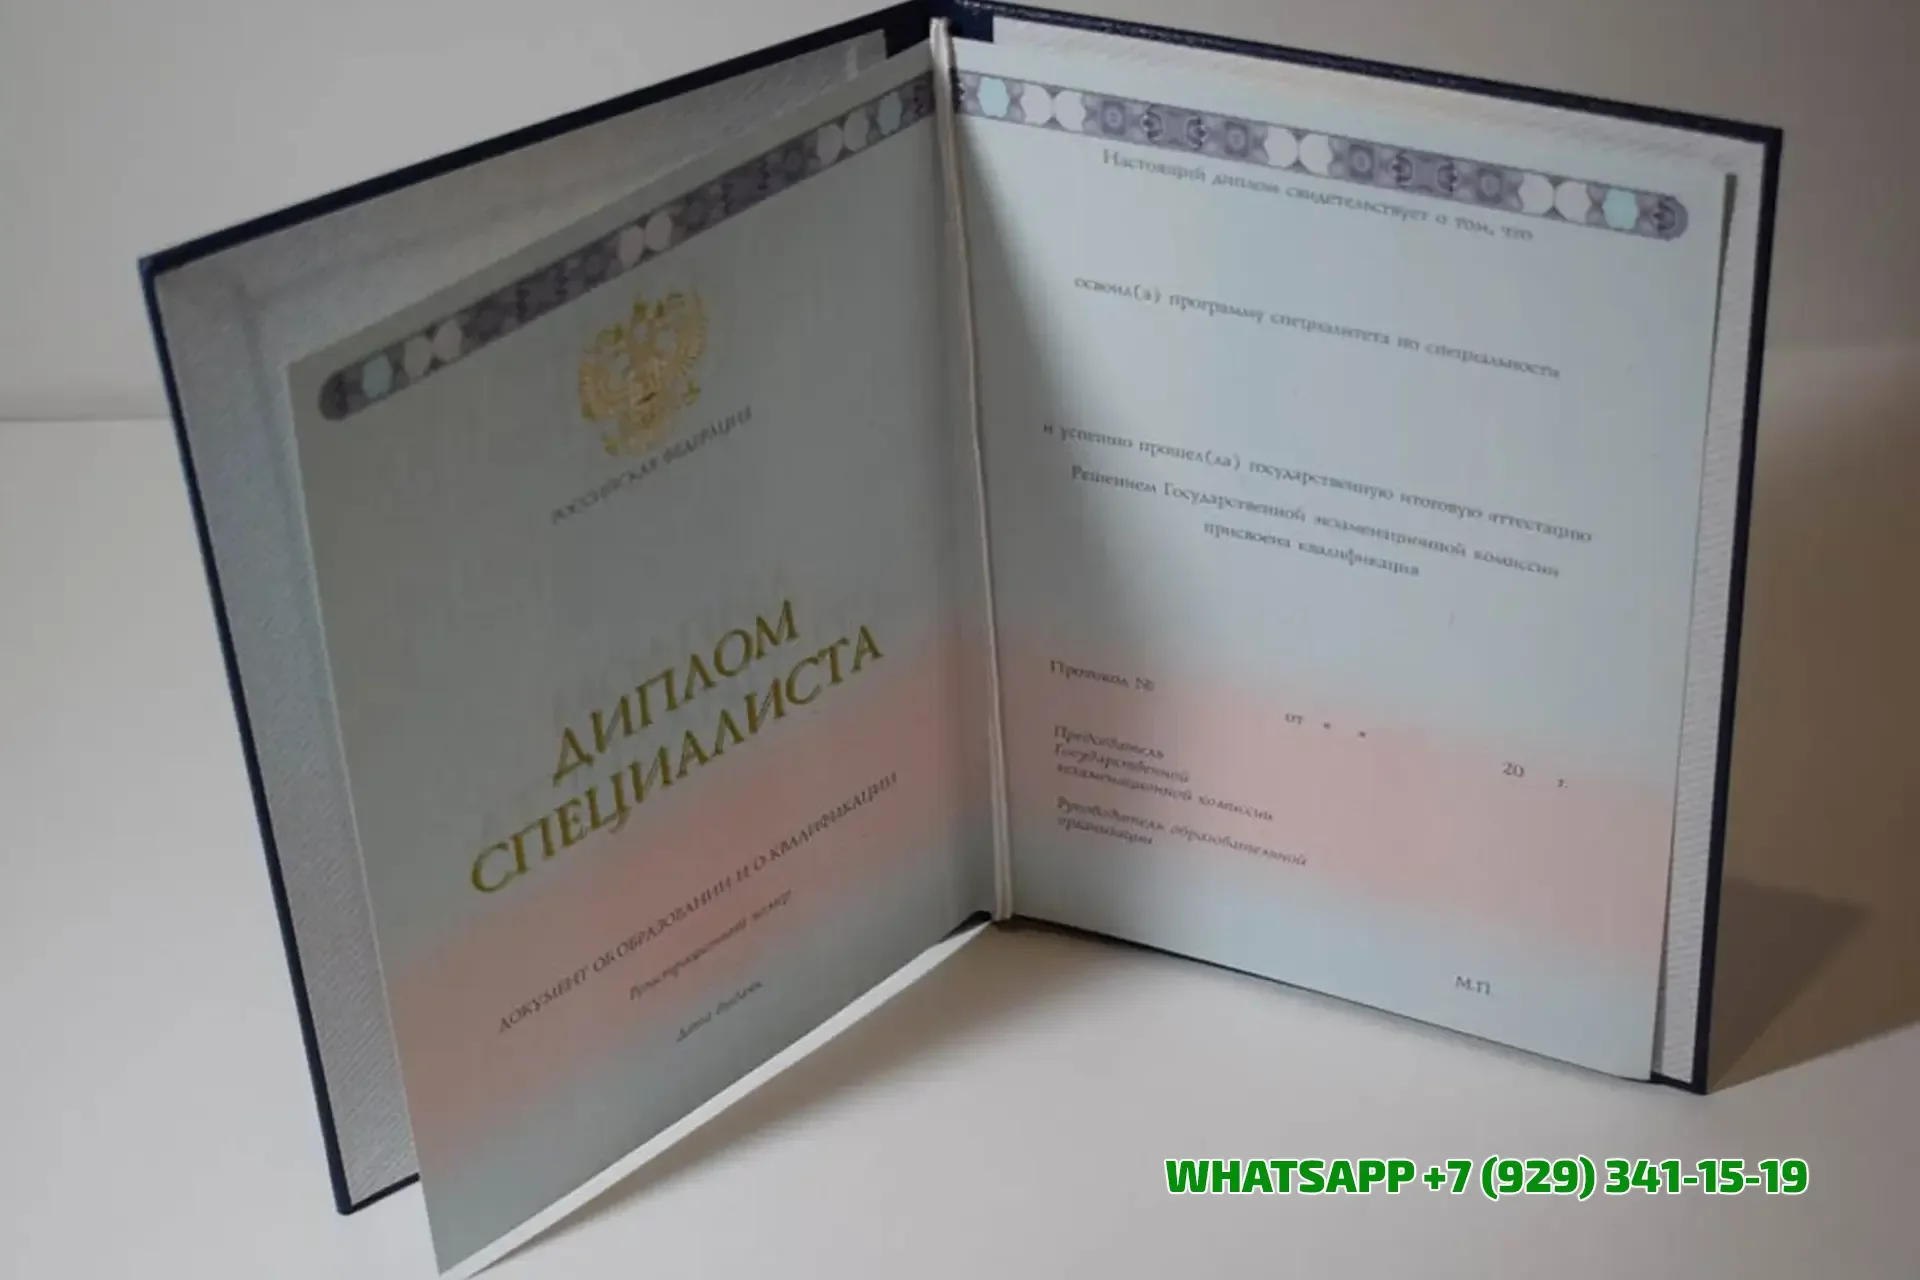 РОССИЙСКАЯ ФЕДЕРАЦИЯ
ДИПЛОМ
СПЕЦИАЛИСТА
ДОКУМЕНТ ОБ ОБРАЗОВАНИИ И О КВАЛИФИКАЦИИ
Регистрационный номер
Дата выдачи
Настоящий диплом свидетельствует о том, что
освоил(а) программу специалитета по специальности
и успешно прошел(ла) государственную итоговую аттестацию
Решением Государственной экзаменационной комиссии
присвоена квалификация
Протокол №
от « »
20 г.
Председатель
Государственной
экзаменационной комиссии
Руководитель образовательной
организации
М.П.
WHATSAPP +7 (929) 341-15-19